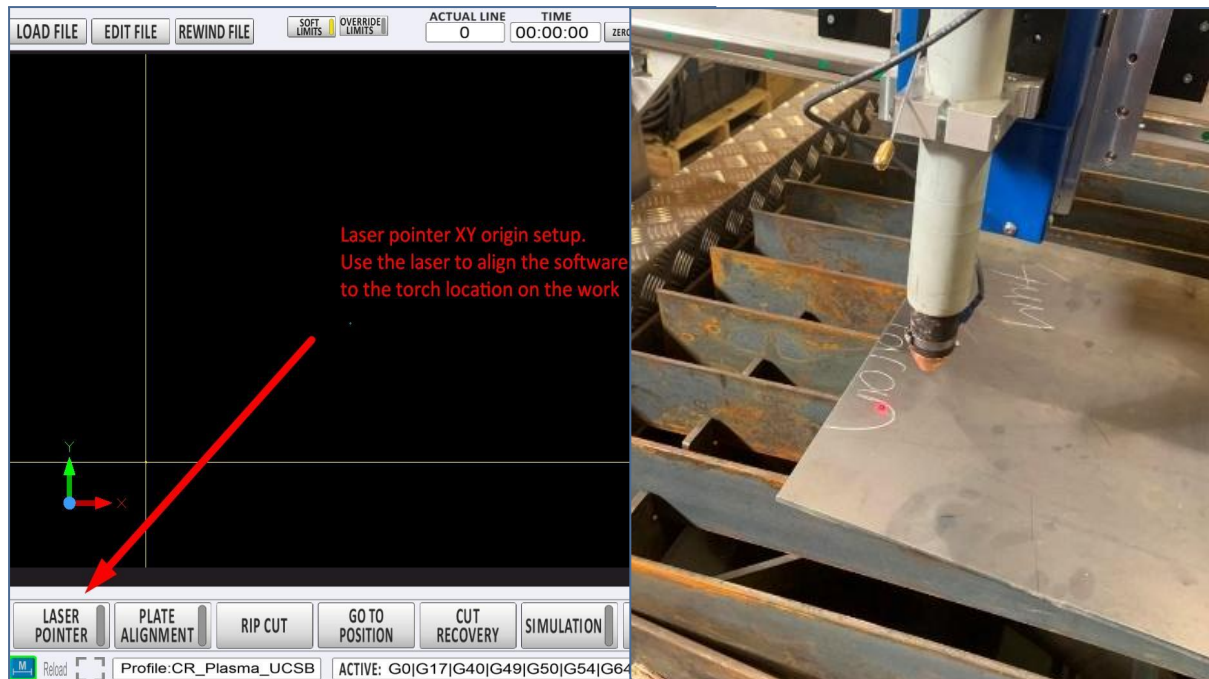 LOAD FILE EDIT FILE REWIND FILE SOFT LIMITS OVERRIDE LIMITS
ACTUAL LINE TIME
0 00:00:00 ZERO
Laser pointer XY origin setup.
Use the laser to align the software
to the torch location on the work
Y
X
LASER POINTER PLATE ALIGNMENT RIP CUT GO TO POSITION CUT RECOVERY SIMULATION
M Reload Profile:CR_Plasma_UCSB ACTIVE: G0|G17|G40|G49|G50|G54|G64
4MM